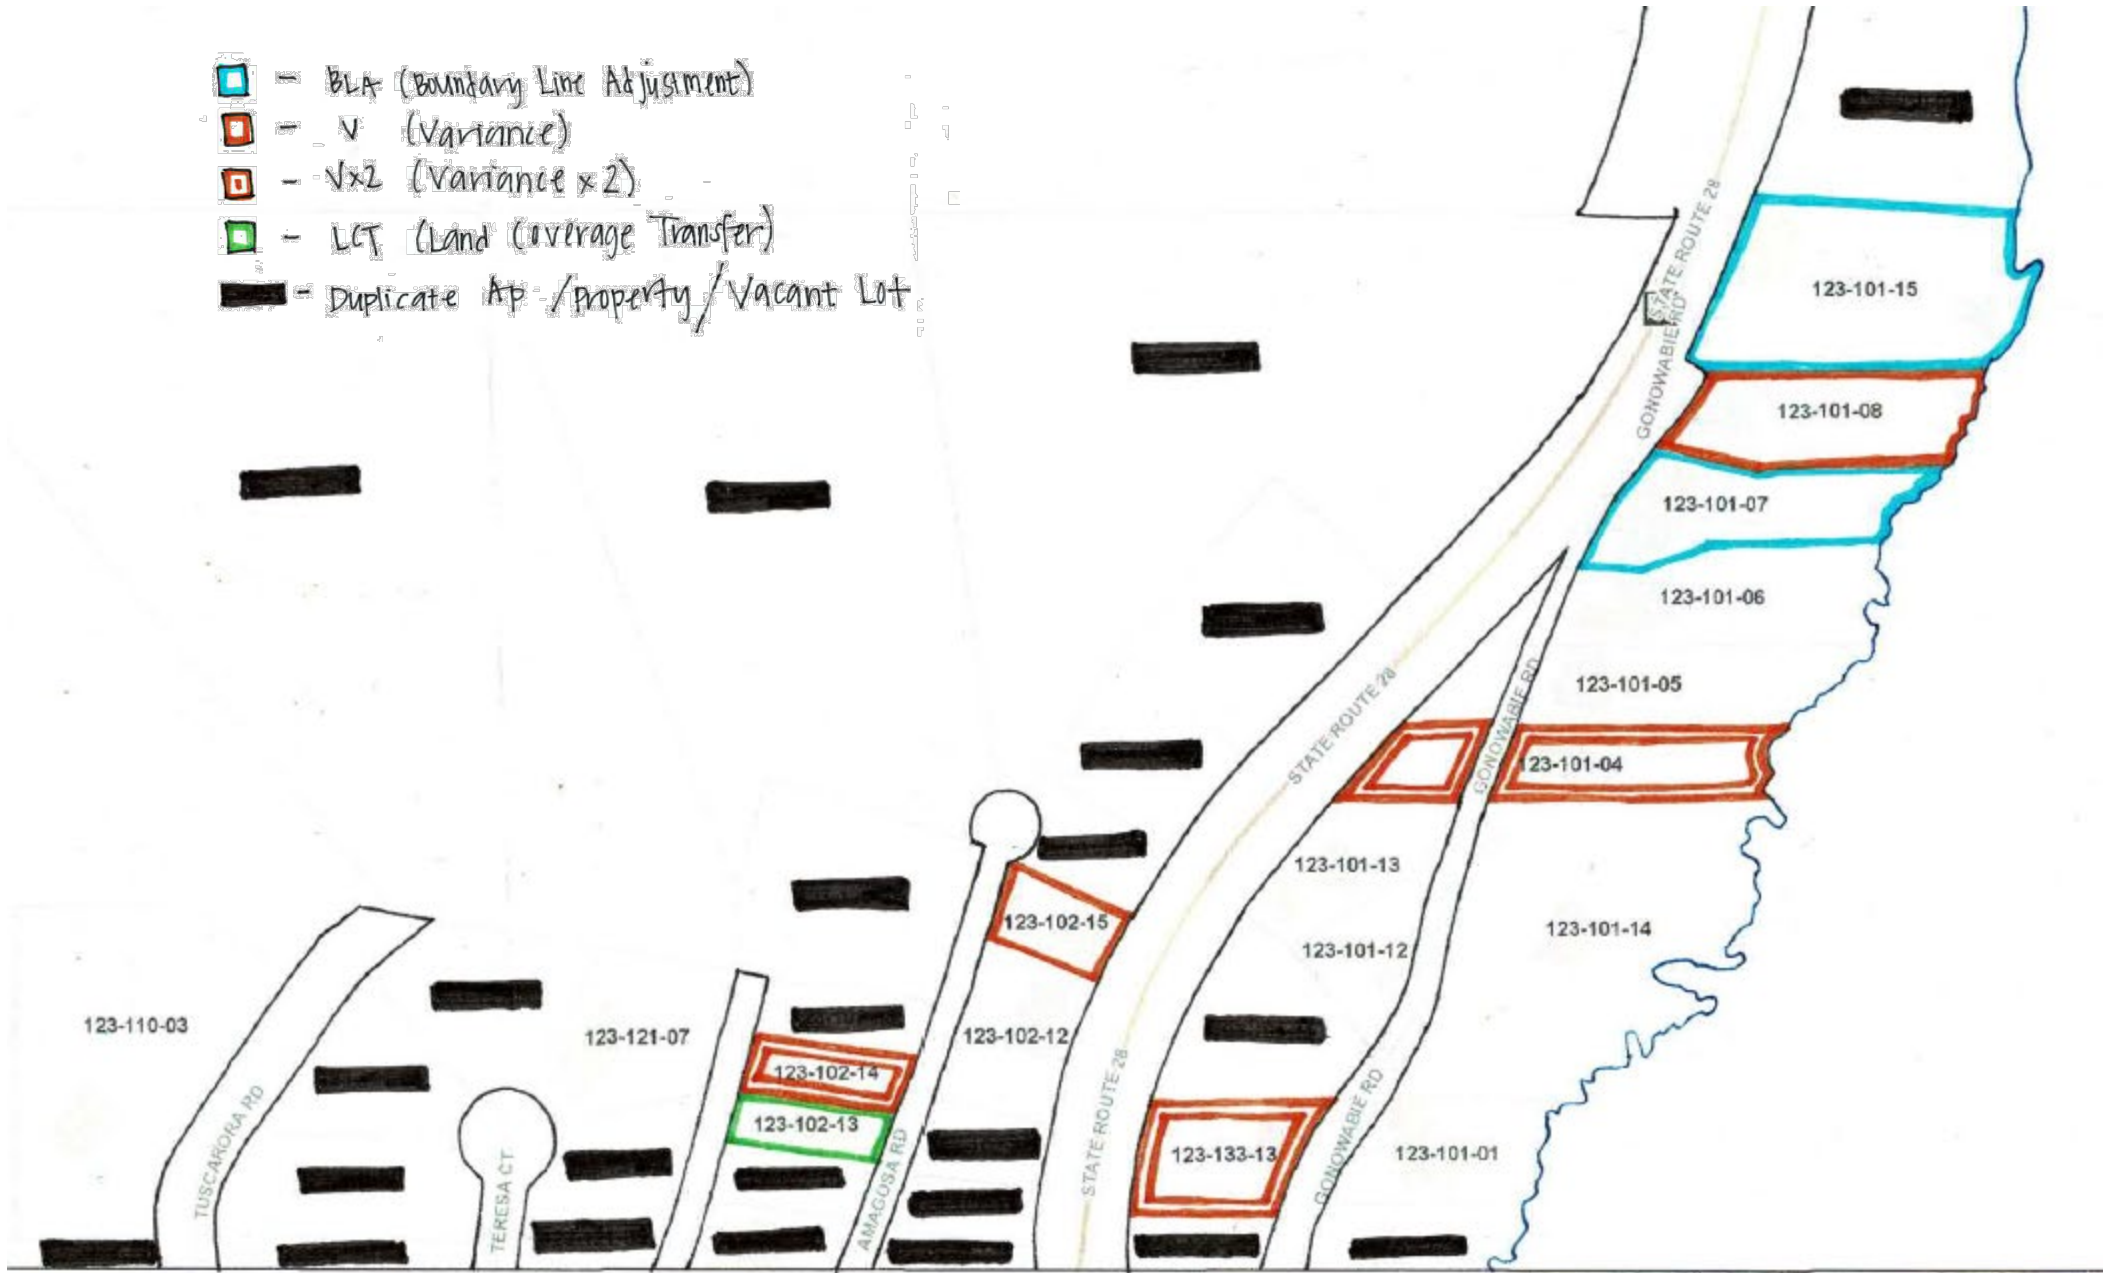 - BLA (Boundary Line Adjustment)
- V (Variance)
- Vx2 (Variance x 2)
- LCT (Land Coverage Transfer)
- Duplicate Ap /Property/Vacant Lot
STATE ROUTE 28
GONOWABIE RD
123-101-15
123-101-08
123-101-07
123-101-06
123-101-05
STATE ROUTE 28
GONOWABIE RD
123-101-04
123-101-13
123-102-15
123-101-12
123-101-14
123-110-03
123-121-07
123-102-12
123-102-14
123-102-13
STATE ROUTE 28
123-133-13
GONOWABIE RD
123-101-01
TUSCARORA RD
TERESA CT
AMAGOSA RD